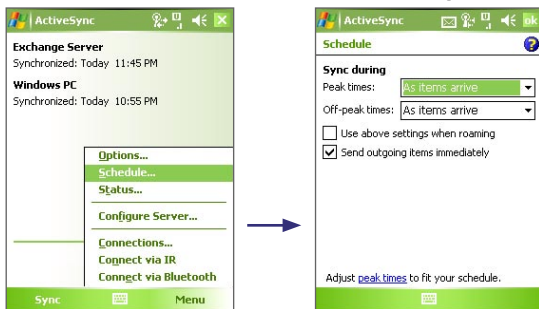 ActiveSync
Exchange Server
Synchronized: Today 11:45 PM
Windows PC
Synchronized: Today 10:55 PM
Options...
Schedule...
Status...
Configure Server...
Connections...
Connect via IR
Connect via Bluetooth
Sync Menu
ActiveSync ok
Schedule
Sync during
Peak times: As items arrive
Off-peak times: As items arrive
Use above settings when roaming
Send outgoing items immediately
Adjust peak times to fit your schedule.